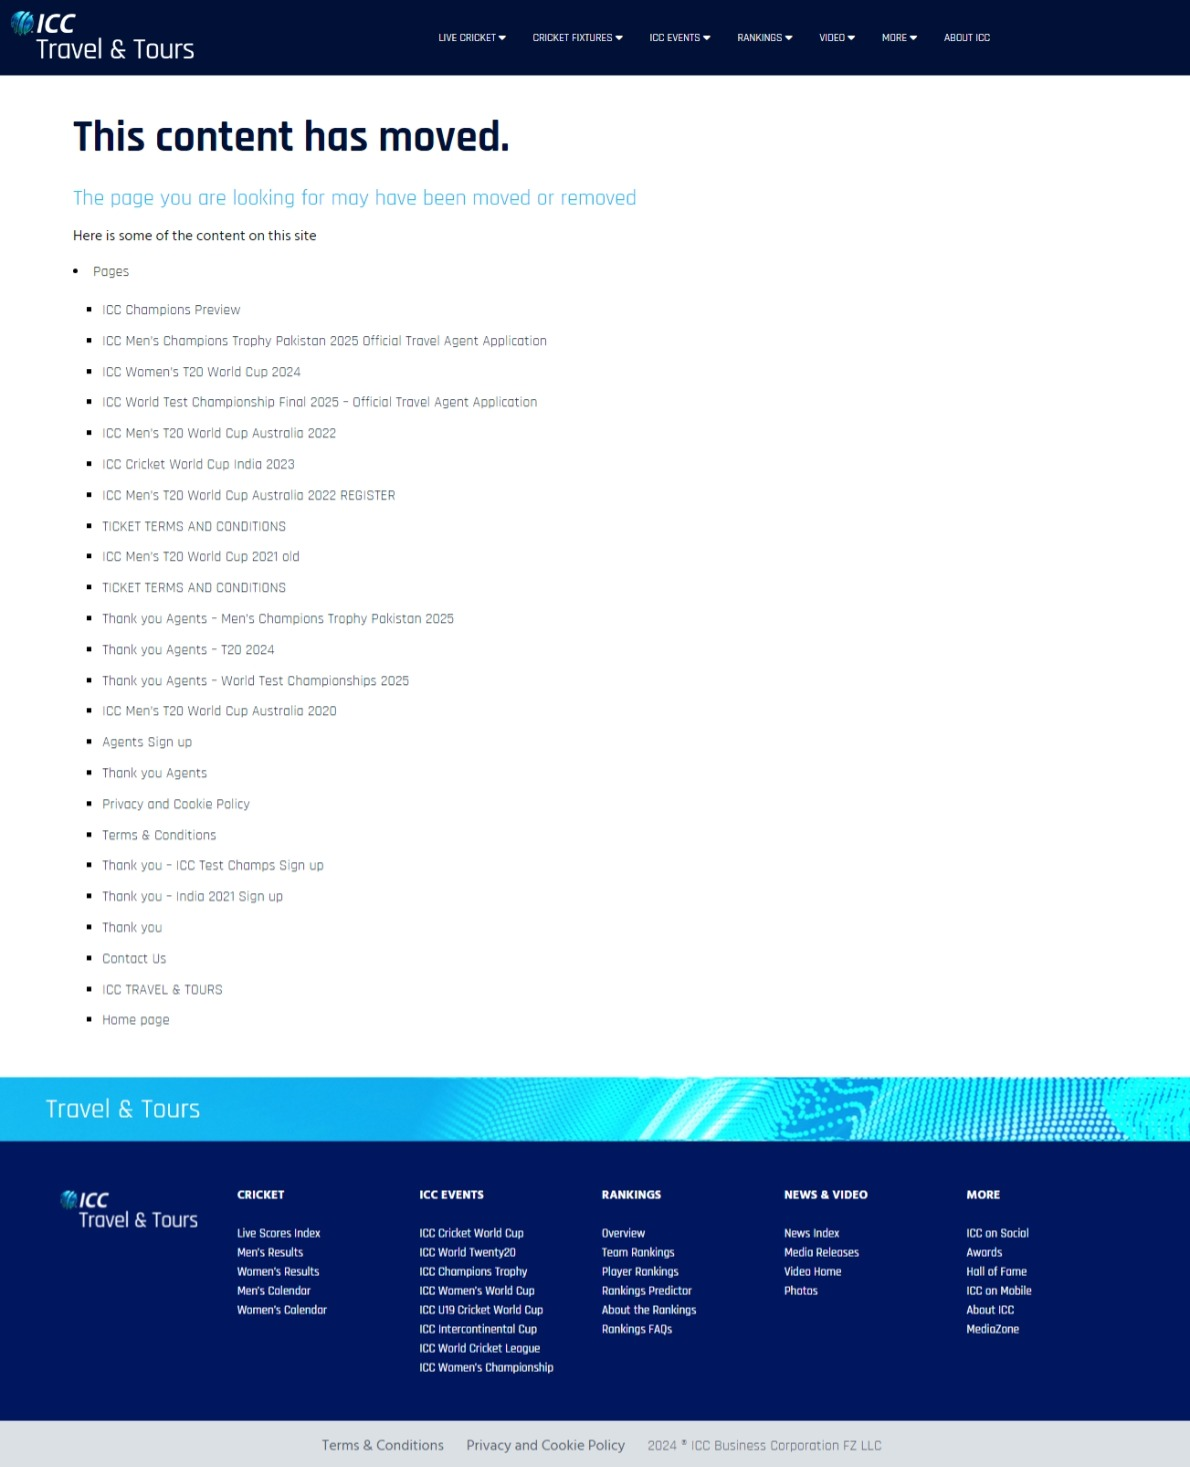 ICC
Travel & Tours
LIVE CRICKET CRICKET FIXTURES ICC EVENTS RANKINGS VIDEO MORE ABOUT ICC
This content has moved.
The page you are looking for may have been moved or removed
Here is some of the content on this site
Pages
ICC Champions Preview
ICC Men's Champions Trophy Pakistan 2025 Official Travel Agent Application
ICC Women's T20 World Cup 2024
ICC World Test Championship Final 2025 – Official Travel Agent Application
ICC Men's T20 World Cup Australia 2022
ICC Cricket World Cup India 2023
ICC Men's T20 World Cup Australia 2022 REGISTER
TICKET TERMS AND CONDITIONS
ICC Men's T20 World Cup 2021 old
TICKET TERMS AND CONDITIONS
Thank you Agents – Men's Champions Trophy Pakistan 2025
Thank you Agents – T20 2024
Thank you Agents – World Test Championships 2025
ICC Men's T20 World Cup Australia 2020
Agents Sign up
Thank you Agents
Privacy and Cookie Policy
Terms & Conditions
Thank you – ICC Test Champs Sign up
Thank you – India 2021 Sign up
Thank you
Contact Us
ICC TRAVEL & TOURS
Home page
Travel & Tours
ICC
Travel & Tours
CRICKET
Live Scores Index
Men's Results
Women's Results
Men's Calendar
Women's Calendar
ICC EVENTS
ICC Cricket World Cup
ICC World Twenty20
ICC Champions Trophy
ICC Women's World Cup
ICC U19 Cricket World Cup
ICC Intercontinental Cup
ICC World Cricket League
ICC Women's Championship
RANKINGS
Overview
Team Rankings
Player Rankings
Rankings Predictor
About the Rankings
Rankings FAQs
NEWS & VIDEO
News Index
Media Releases
Video Home
Photos
MORE
ICC on Social
Awards
Hall of Fame
ICC on Mobile
About ICC
MediaZone
Terms & Conditions Privacy and Cookie Policy 2024 ® ICC Business Corporation FZ LLC